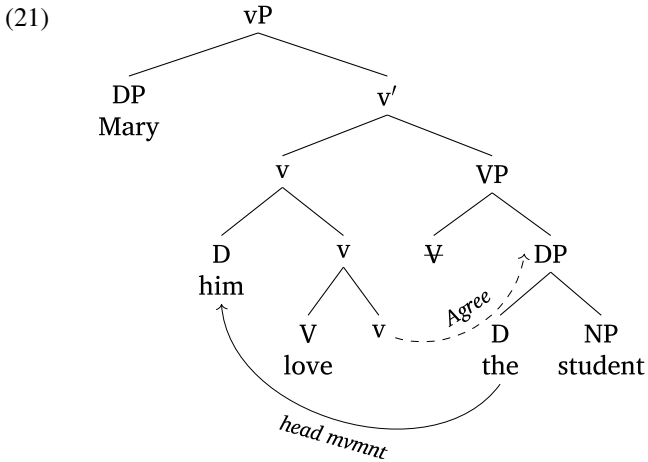 (21) vP
DP v′
Mary
v VP
D v V DP
him
Agree
V v D NP
love the student
head mvmnt